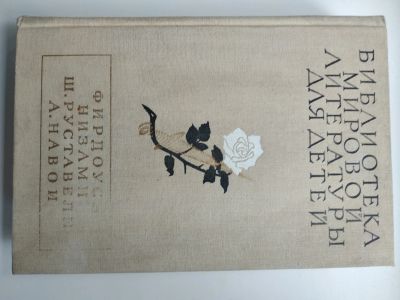 БИБЛИОТЕКА
МИРОВОЙ
ЛИТЕРАТУРЫ
ДЛЯ ДЕТЕЙ
ФИРДОУСИ
НИЗАМИ
Ш. РУСТАВЕЛИ
А. НАВОИ